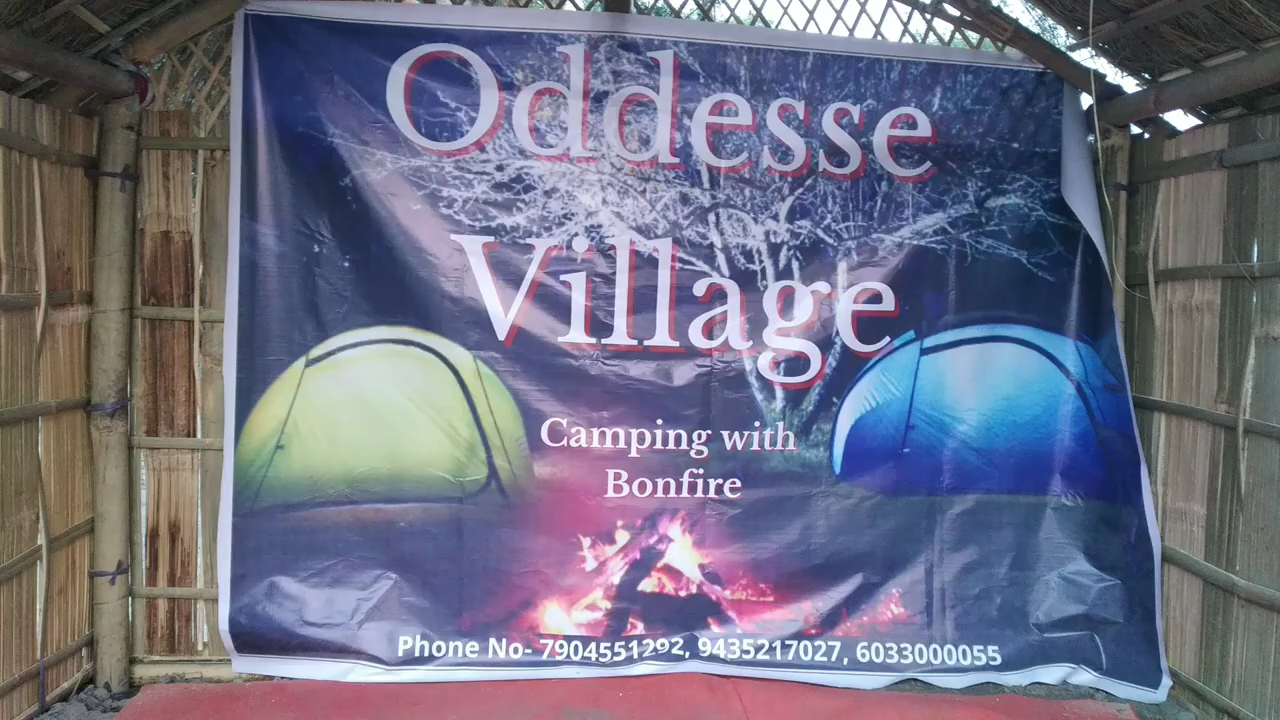 Oddesse
Village
Camping with
Bonfire
Phone No- 7904551292, 9435217027, 6033000055